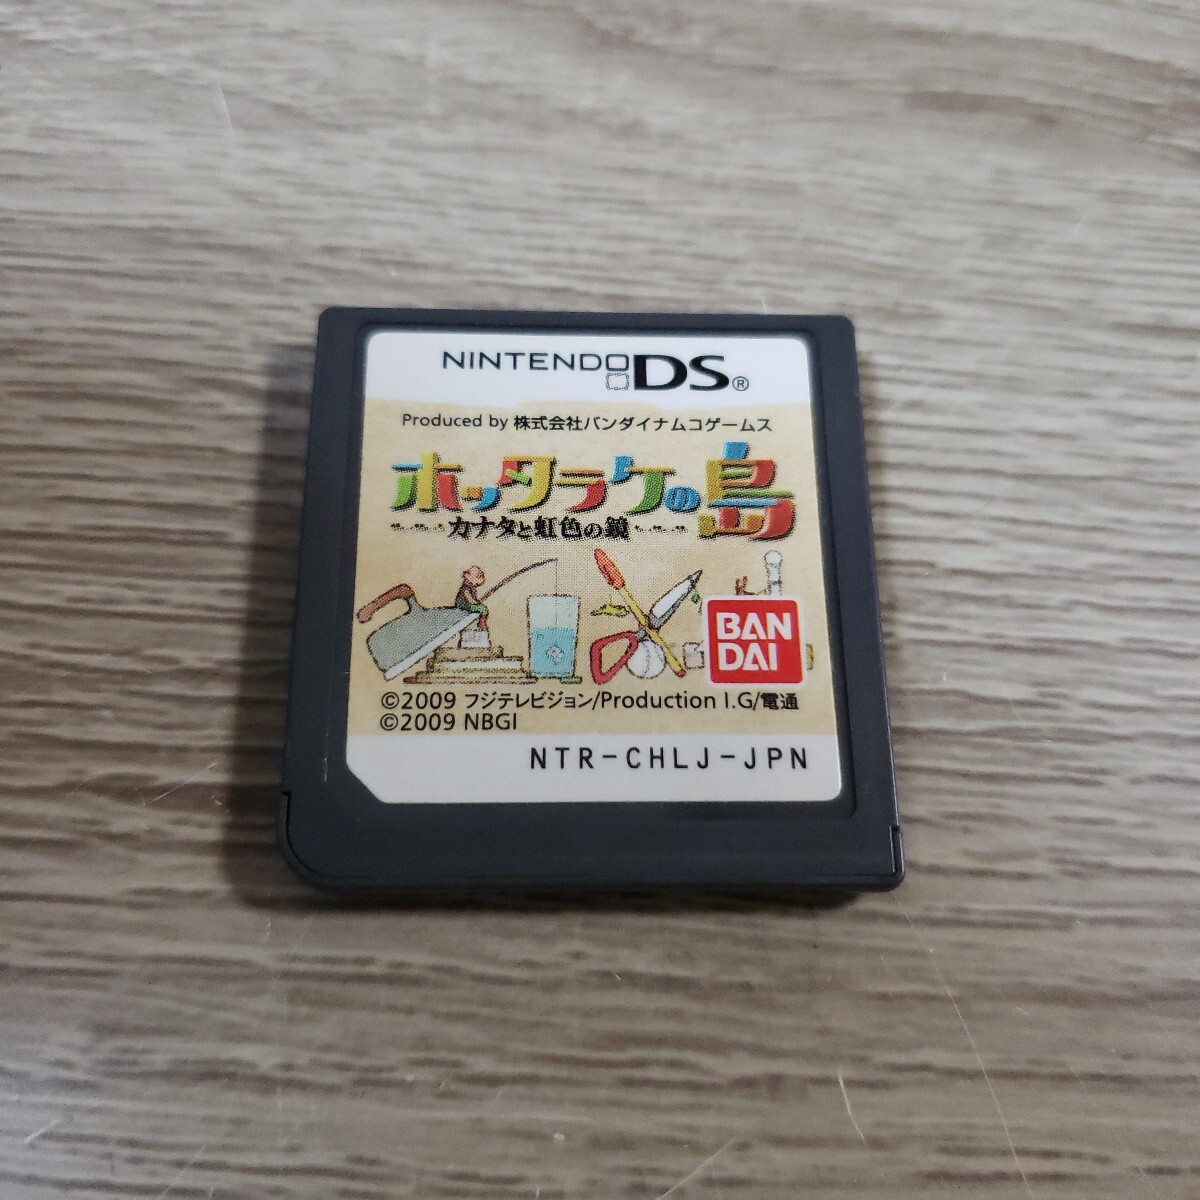 NINTENDO DS®
Produced by 株式会社バンダイナムコゲームス
ホッタラケの島
カナタと虹色の鏡
BAN
DAI
©2009 フジテレビジョン/Production I.G/電通
©2009 NBGI
NTR-CHLJ-JPN